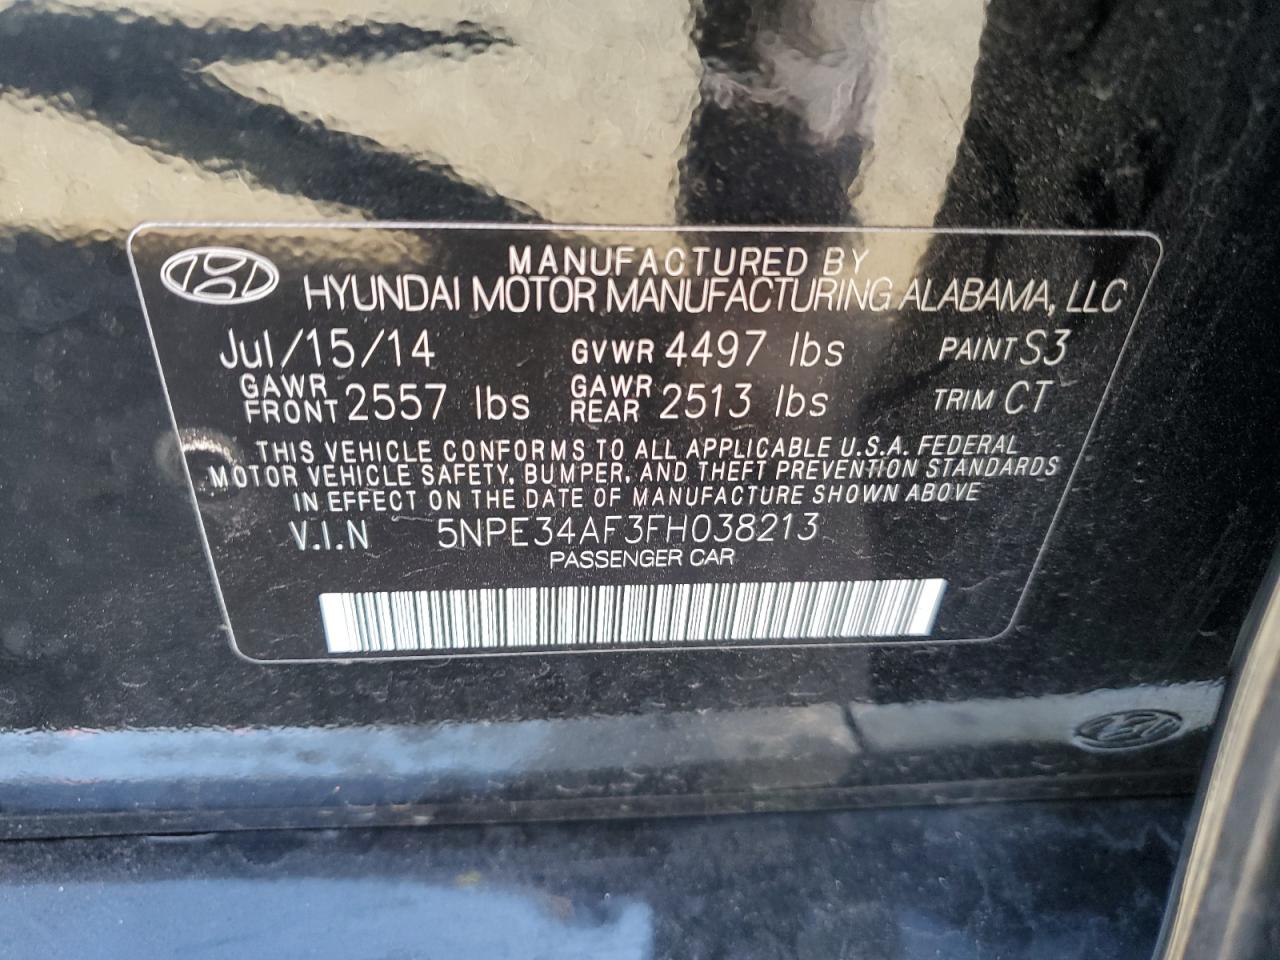 MANUFACTURED BY
HYUNDAI MOTOR MANUFACTURING ALABAMA, LLC
Jul/15/14 GVWR 4497 lbs PAINT S3
GAWR FRONT 2557 lbs GAWR REAR 2513 lbs TRIM CT
THIS VEHICLE CONFORMS TO ALL APPLICABLE U.S.A. FEDERAL
MOTOR VEHICLE SAFETY, BUMPER, AND THEFT PREVENTION STANDARDS
IN EFFECT ON THE DATE OF MANUFACTURE SHOWN ABOVE
V.I.N 5NPE34AF3FH038213
PASSENGER CAR